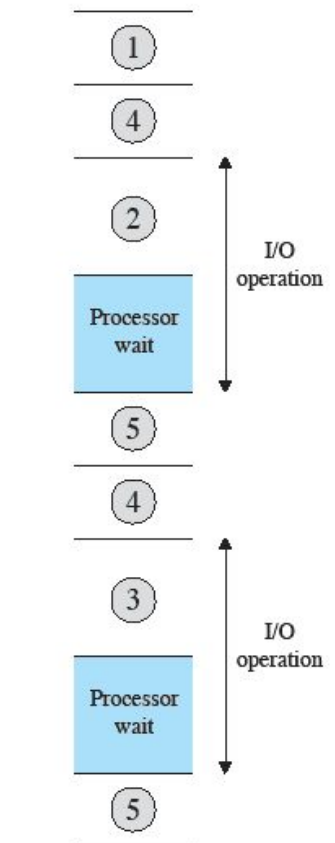 1
4
2
I/O
operation
Processor
wait
5
4
3
I/O
operation
Processor
wait
5